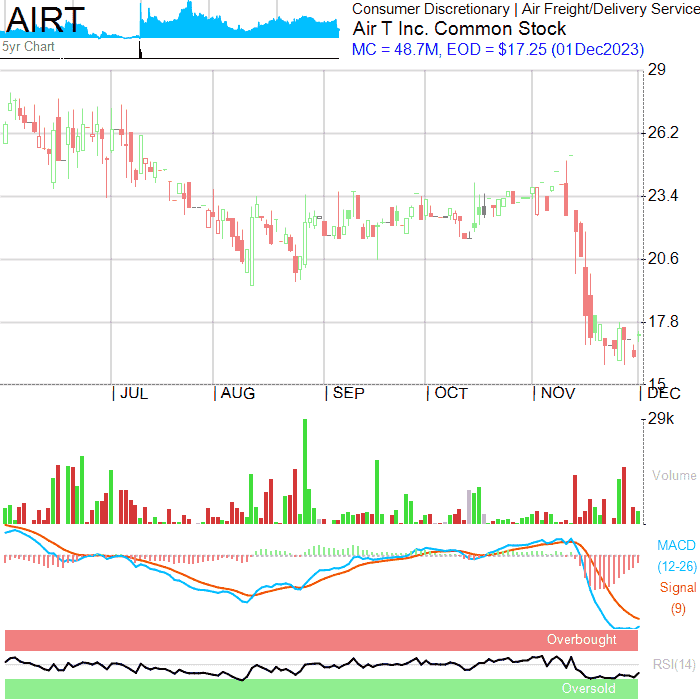 AIRT
5yr Chart
Consumer Discretionary | Air Freight/Delivery Service
Air T Inc. Common Stock
MC = 48.7M, EOD = $17.25 (01Dec2023)
29
26.2
23.4
20.6
17.8
15
JUL AUG SEP OCT NOV DEC
29k
Volume
MACD
(12-26)
Signal
(9)
Overbought
RSI(14)
Oversold